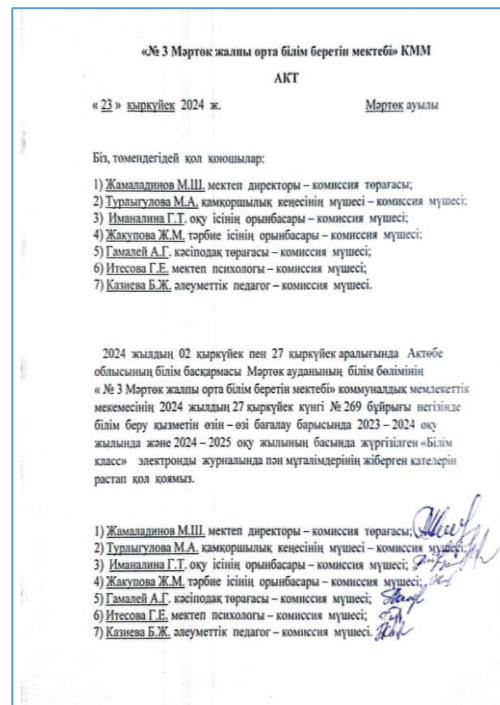 «№ 3 Мәртөк жалпы орта білім беретін мектебі» КММ
АКТ
« 23 » қыркүйек 2024 ж. Мәртөк ауылы
Біз, төмендегідей қол қоюшылар:
1) Жамаладинов М.Ш. мектеп директоры – комиссия төрағасы;
2) Турлыгулова М.А. қамқоршылық кеңесінің мүшесі – комиссия мүшесі;
3) Иманалина Г.Т. оқу ісінің орынбасары – комиссия мүшесі;
4) Жакупова Ж.М. тәрбие ісінің орынбасары – комиссия мүшесі;
5) Гамалей А.Г. кәсіподақ төрағасы – комиссия мүшесі;
6) Итесова Г.Е. мектеп психологы – комиссия мүшесі;
7) Казиева Б.Ж. әлеуметтік педагог – комиссия мүшесі.
2024 жылдың 02 қыркүйек пен 27 қыркүйек аралығында Ақтөбе
облысының білім басқармасы Мәртөк ауданының білім бөлімінің
« № 3 Мәртөк жалпы орта білім беретін мектебі» коммуналдық мемлекеттік
мекемесінің 2024 жылдың 27 қыркүйек күнгі № 269 бұйрығы негізінде
білім беру қызметін өзін – өзі бағалау барысында 2023 – 2024 оқу
жылында және 2024 – 2025 оқу жылының басында жүргізілген «Білім
класс» электронды журналында пән мұғалімдерінің жіберген қателерін
растап қол қоямыз.
1) Жамаладинов М.Ш. мектеп директоры – комиссия төрағасы;
2) Турлыгулова М.А. қамқоршылық кеңесінің мүшесі – комиссия мүшесі;
3) Иманалина Г.Т. оқу ісінің орынбасары – комиссия мүшесі;
4) Жакупова Ж.М. тәрбие ісінің орынбасары – комиссия мүшесі;
5) Гамалей А.Г. кәсіподақ төрағасы – комиссия мүшесі;
6) Итесова Г.Е. мектеп психологы – комиссия мүшесі;
7) Казиева Б.Ж. әлеуметтік педагог – комиссия мүшесі.